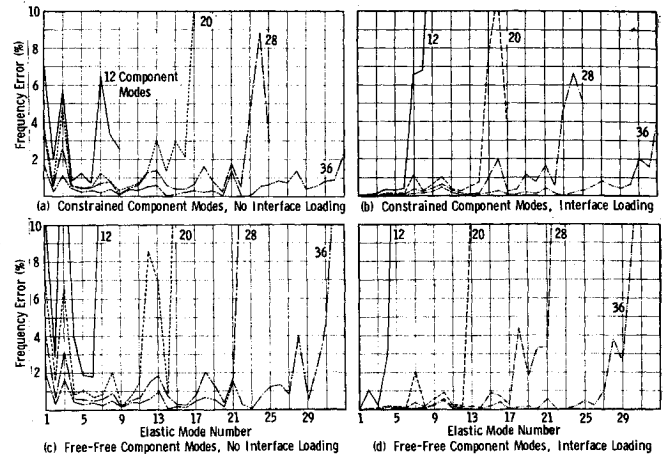 10
8
6
4
2
Frequency Error (%)
12 Component
Modes
20
28
36
(a) Constrained Component Modes, No Interface Loading
12
20
28
36
(b) Constrained Component Modes, Interface Loading
10
8
6
4
2
Frequency Error (%)
12
20
28
36
1 5 9 13 17 21 25 29
Elastic Mode Number
(c) Free-Free Component Modes, No Interface Loading
12
20
28
36
1 5 9 13 17 21 25 29
Elastic Mode Number
(d) Free-Free Component Modes, Interface Loading